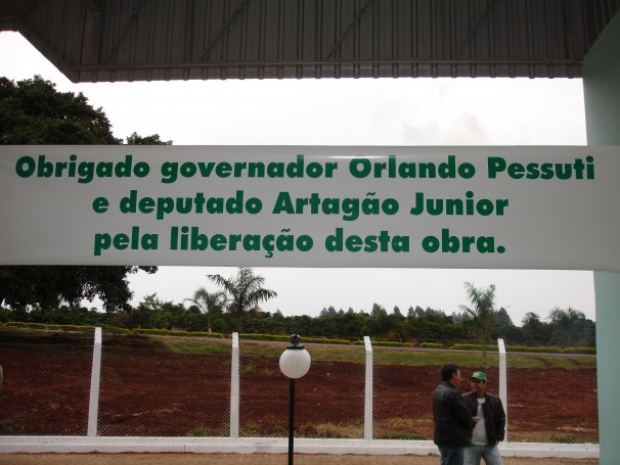 Obrigado governador Orlando Pessuti
e deputado Artagão Junior
pela liberação desta obra.